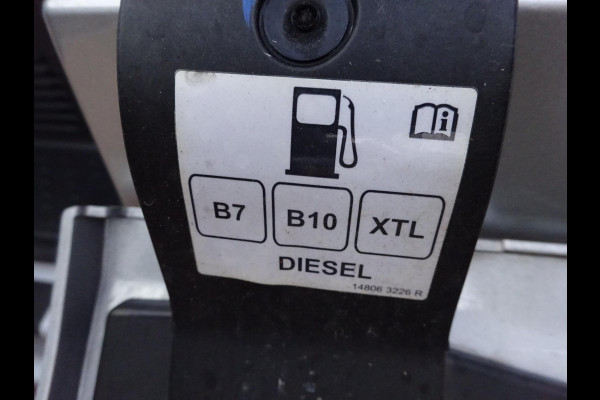 B7 B10 XTL
DIESEL
14806 3226 R